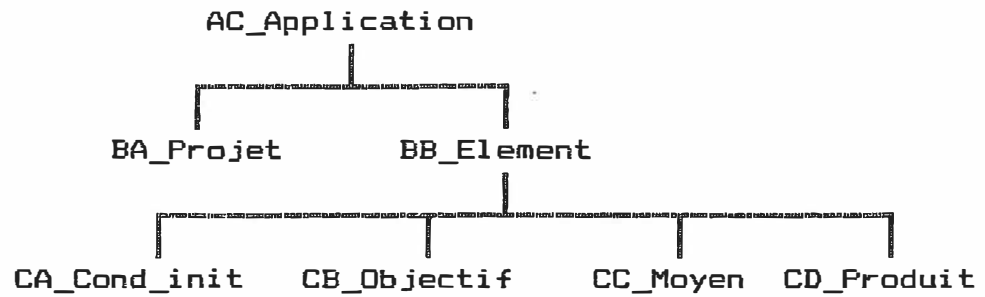 AC_Application
BA_Projet BB_Element
CA_Cond_init CB_Objectif CC_Moyen CD_Produit